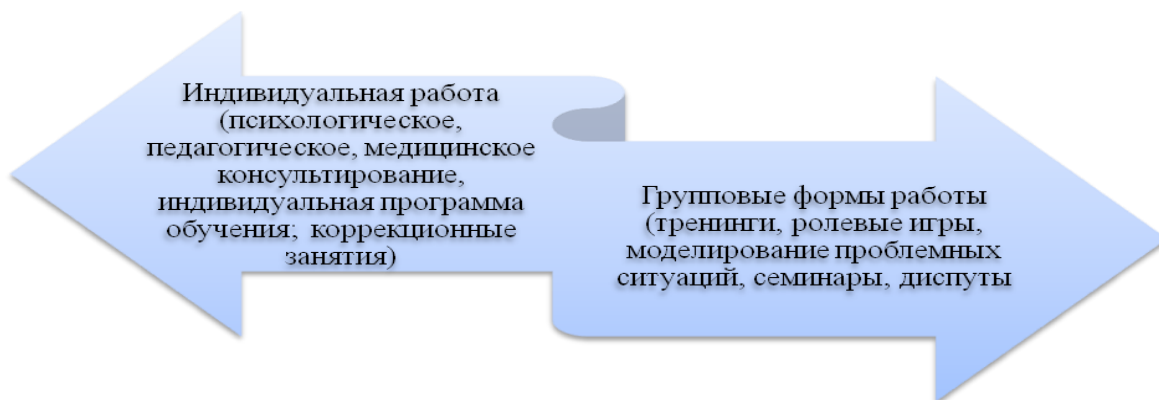 Индивидуальная работа
(психологическое,
педагогическое, медицинское
консультирование,
индивидуальная программа
обучения;  коррекционные
занятия)
Групповые формы работы
(тренинги, ролевые игры,
моделирование проблемных
ситуаций, семинары, диспуты